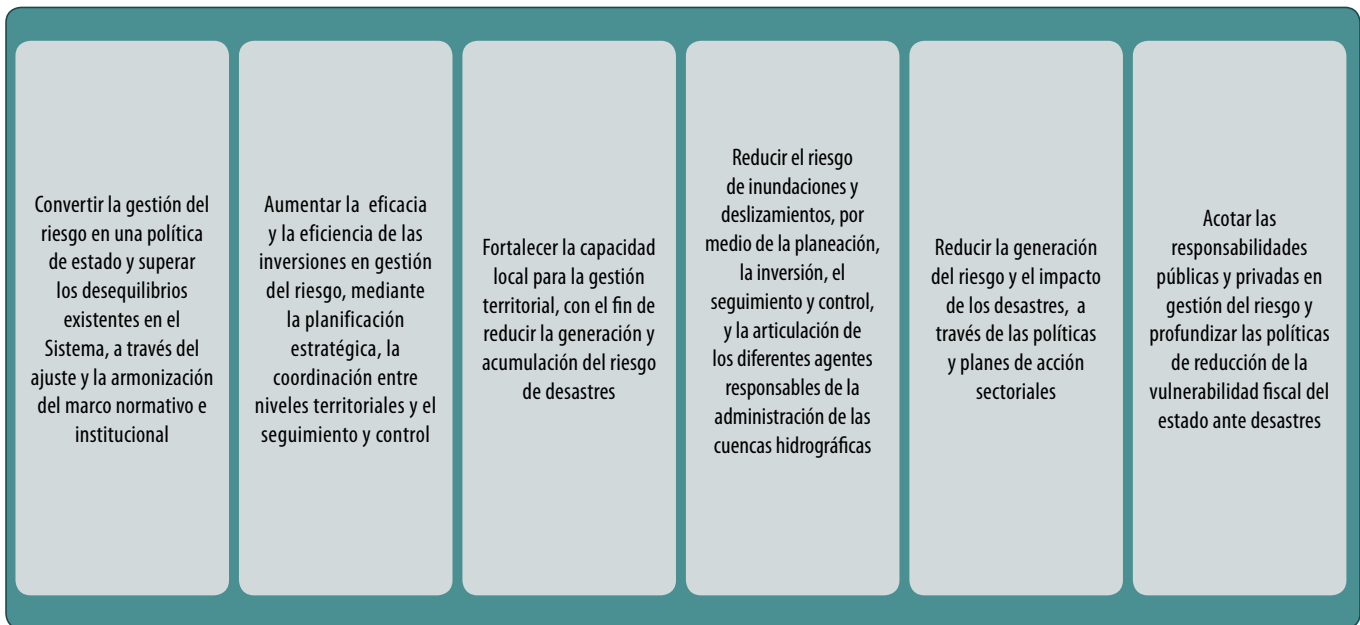 Convertir la gestión del
riesgo en una política
de estado y superar
los desequilibrios
existentes en el
Sistema, a través del
ajuste y la armonización
del marco normativo e
institucional
Aumentar la eficacia
y la eficiencia de las
inversiones en gestión
del riesgo, mediante
la planificación
estratégica, la
coordinación entre
niveles territoriales y el
seguimiento y control
Fortalecer la capacidad
local para la gestión
territorial, con el fin de
reducir la generación y
acumulación del riesgo
de desastres
Reducir el riesgo
de inundaciones y
deslizamientos, por
medio de la planeación,
la inversión, el
seguimiento y control,
y la articulación de
los diferentes agentes
responsables de la
administración de las
cuencas hidrográficas
Reducir la generación
del riesgo y el impacto
de los desastres, a
través de las políticas
y planes de acción
sectoriales
Acotar las
responsabilidades
públicas y privadas en
gestión del riesgo y
profundizar las políticas
de reducción de la
vulnerabilidad fiscal del
estado ante desastres